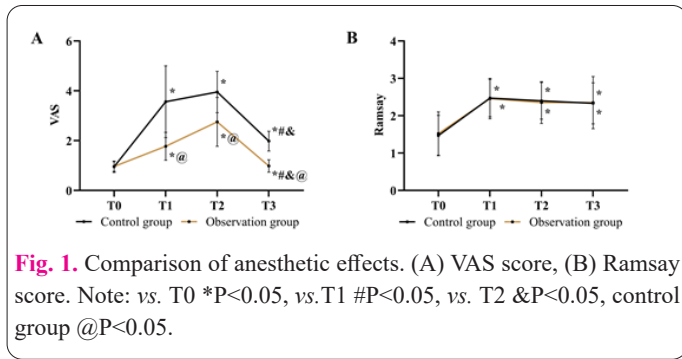 A
B
6
4
2
0
VAS
*
*
*#&
*@
*@
*#&@
T0 T1 T2 T3
Control group Observation group
4
3
2
1
0
Ramsay
*
*
*
*
*
*
T0 T1 T2 T3
Control group Observation group
Fig. 1. Comparison of anesthetic effects. (A) VAS score, (B) Ramsay
score. Note: vs. T0 *P<0.05, vs.T1 #P<0.05, vs. T2 &P<0.05, control
group @P<0.05.